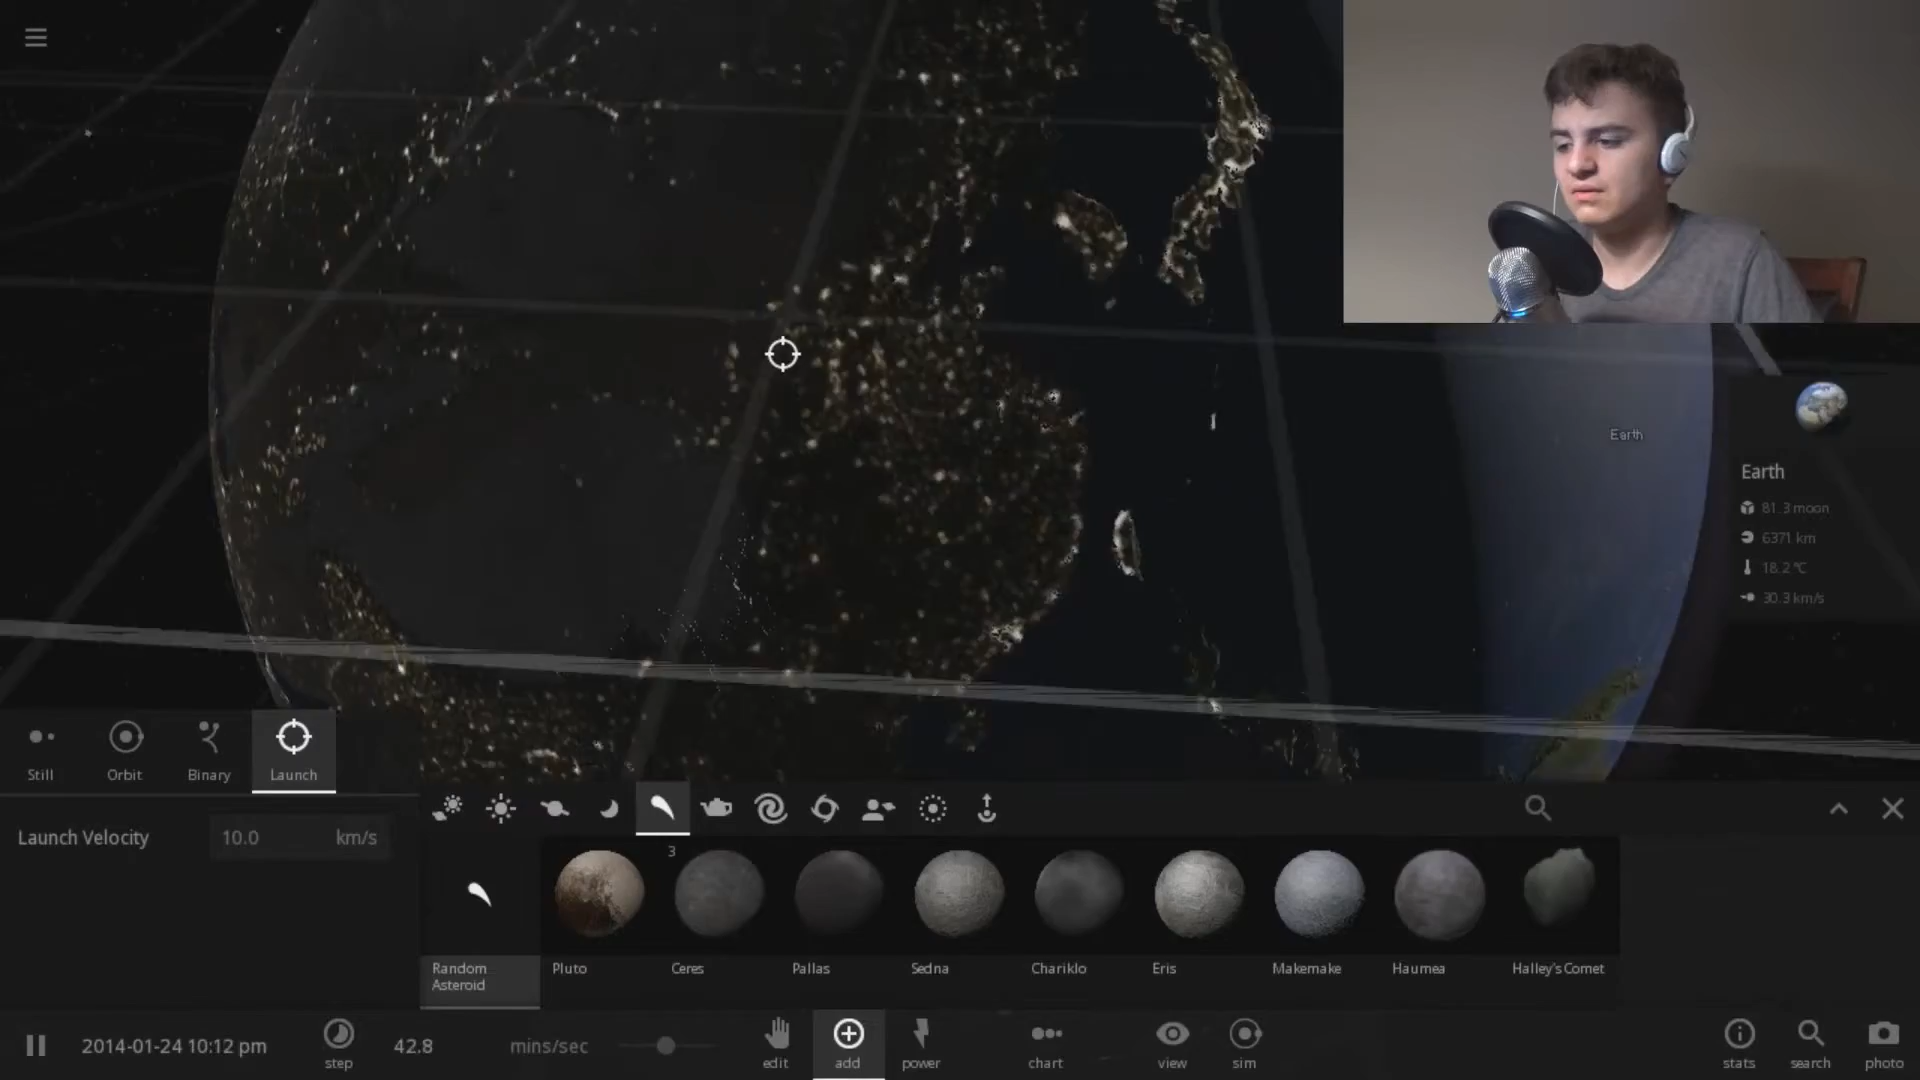 Earth
Earth
81.3 moon
6371 km
18.2 °C
30.3 km/s
Still
Orbit
Binary
Launch
Launch Velocity
10.0
km/s
3
Random
Asteroid
Pluto
Ceres
Pallas
Sedna
Chariklo
Eris
Makemake
Haumea
Halley's Comet
2014-01-24 10:12 pm
step
42.8
mins/sec
edit
add
power
chart
view
sim
stats
search
photo